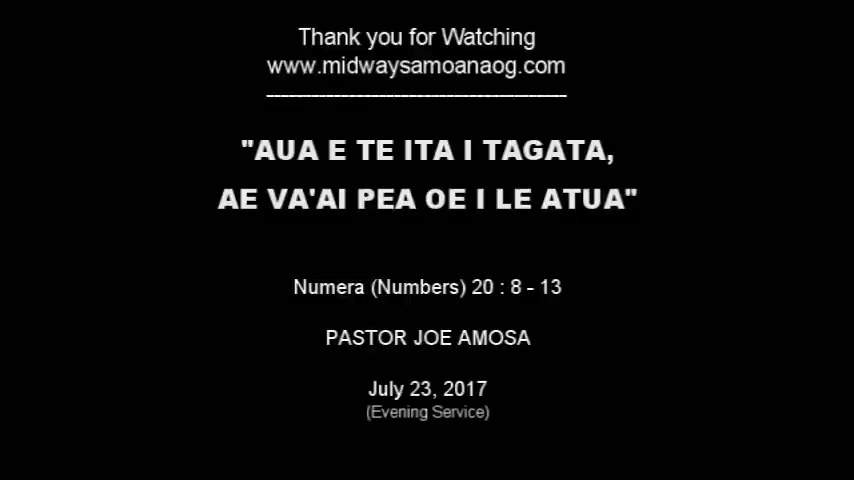 Thank you for Watching
www.midwaysamoanaog.com
----------------------------------------
"AUA E TE ITA I TAGATA,
AE VA'AI PEA OE I LE ATUA"
Numera (Numbers) 20 : 8 - 13
PASTOR JOE AMOSA
July 23, 2017
(Evening Service)